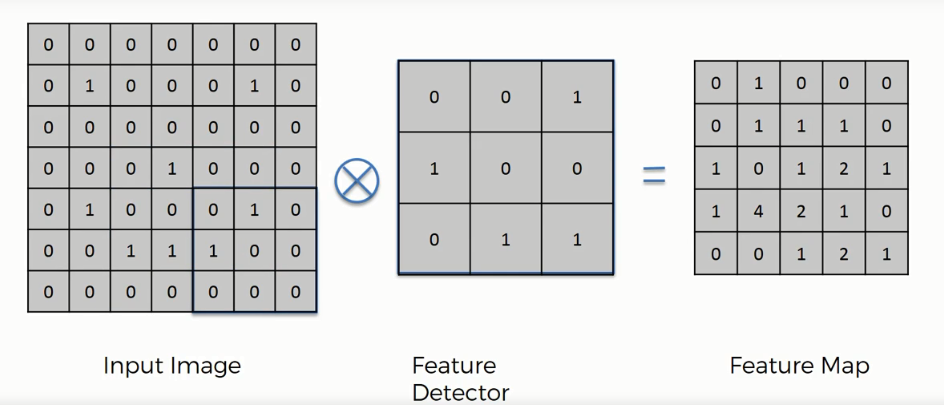 0 0 0 0 0 0 0
0 1 0 0 0 1 0
0 0 0 0 0 0 0
0 0 0 1 0 0 0
0 1 0 0 0 1 0
0 0 1 1 1 0 0
0 0 0 0 0 0 0
0 0 1
1 0 0
0 1 1
=
0 1 0 0 0
0 1 1 1 0
1 0 1 2 1
1 4 2 1 0
0 0 1 2 1
Input Image
Feature
Detector
Feature Map